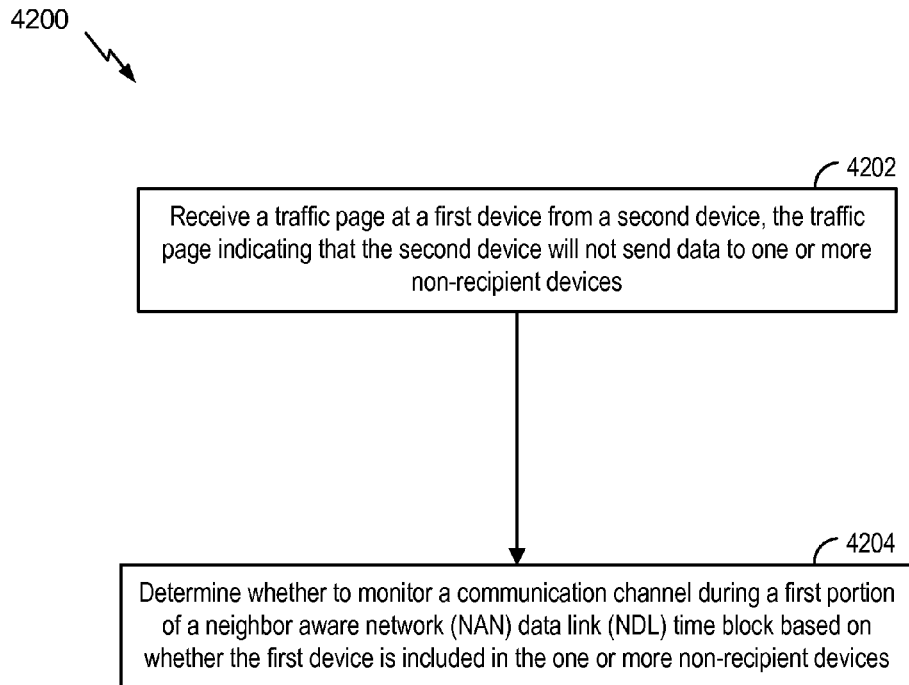 4200
4202
Receive a traffic page at a first device from a second device, the traffic
page indicating that the second device will not send data to one or more
non-recipient devices
4204
Determine whether to monitor a communication channel during a first portion
of a neighbor aware network (NAN) data link (NDL) time block based on
whether the first device is included in the one or more non-recipient devices